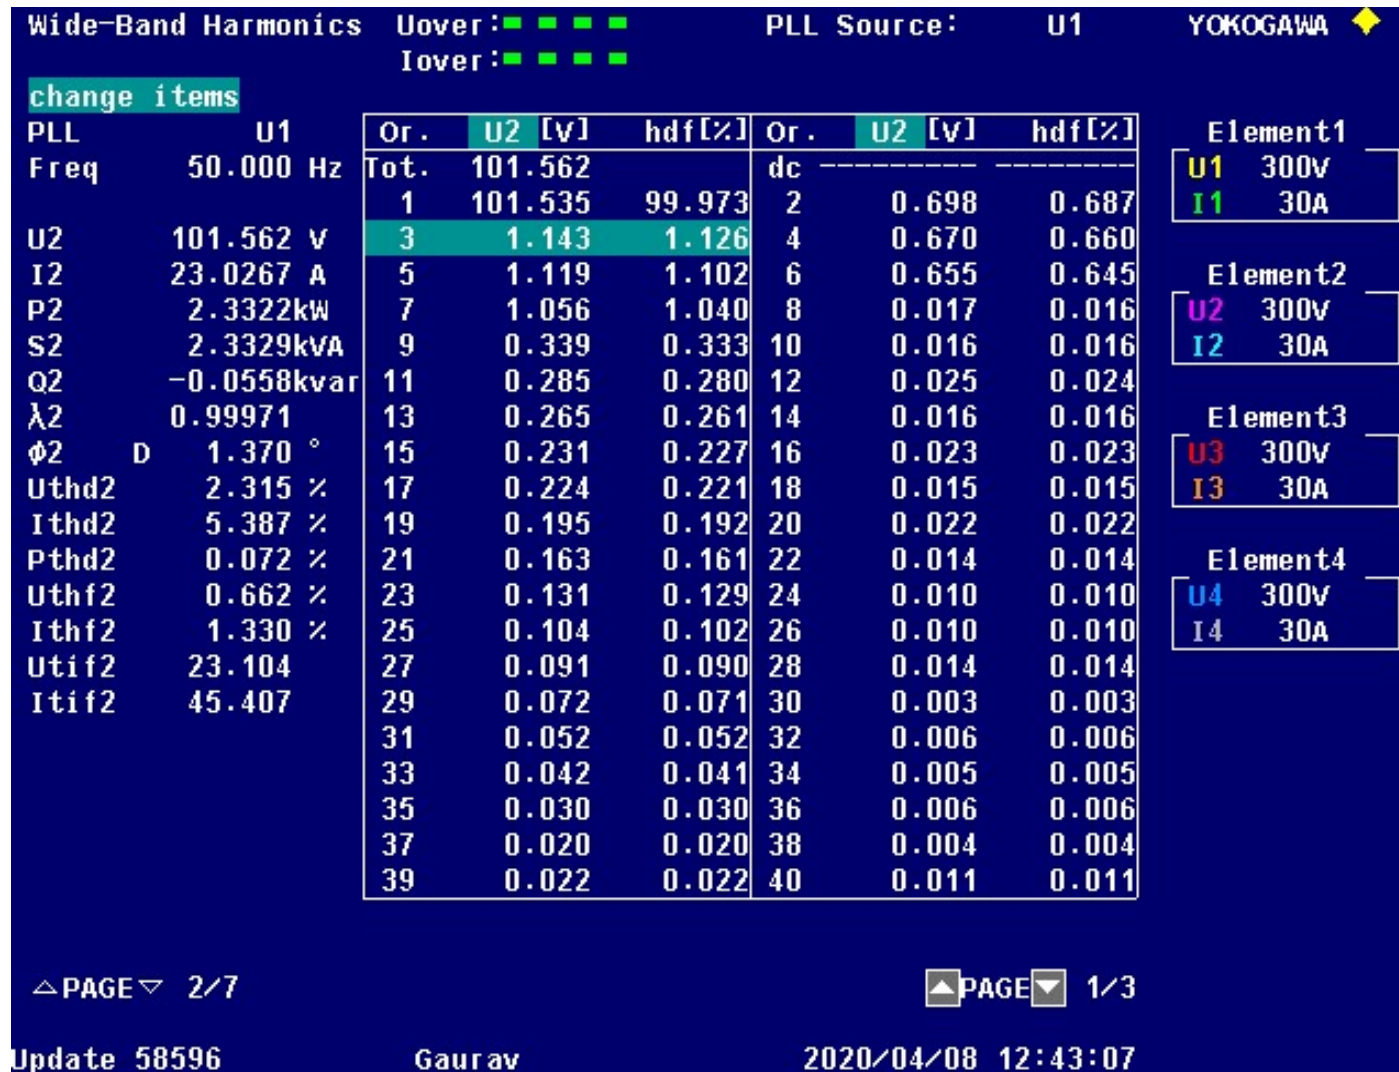 Wide-Band Harmonics Uover: PLL Source: U1 YOKOGAWA
Iover:
change items
PLL U1 Or. U2 [V] hdf[%] Or. U2 [V] hdf[%] Element1
Freq 50.000 Hz Tot. 101.562 dc --------- -------- U1 300V
1 101.535 99.973 2 0.698 0.687 I1 30A
U2 101.562 V 3 1.143 1.126 4 0.670 0.660
I2 23.0267 A 5 1.119 1.102 6 0.655 0.645 Element2
P2 2.3322kW 7 1.056 1.040 8 0.017 0.016 U2 300V
S2 2.3329kVA 9 0.339 0.333 10 0.016 0.016 I2 30A
Q2 -0.0558kvar 11 0.285 0.280 12 0.025 0.024
λ2 0.99971 13 0.265 0.261 14 0.016 0.016 Element3
φ2 D 1.370 ° 15 0.231 0.227 16 0.023 0.023 U3 300V
Uthd2 2.315 % 17 0.224 0.221 18 0.015 0.015 I3 30A
Ithd2 5.387 % 19 0.195 0.192 20 0.022 0.022
Pthd2 0.072 % 21 0.163 0.161 22 0.014 0.014 Element4
Uthf2 0.662 % 23 0.131 0.129 24 0.010 0.010 U4 300V
Ithf2 1.330 % 25 0.104 0.102 26 0.010 0.010 I4 30A
Utif2 23.104 27 0.091 0.090 28 0.014 0.014
Itif2 45.407 29 0.072 0.071 30 0.003 0.003
31 0.052 0.052 32 0.006 0.006
33 0.042 0.041 34 0.005 0.005
35 0.030 0.030 36 0.006 0.006
37 0.020 0.020 38 0.004 0.004
39 0.022 0.022 40 0.011 0.011
△PAGE▽ 2/7 ▲PAGE▼ 1/3
Update 58596 Gaurav 2020/04/08 12:43:07